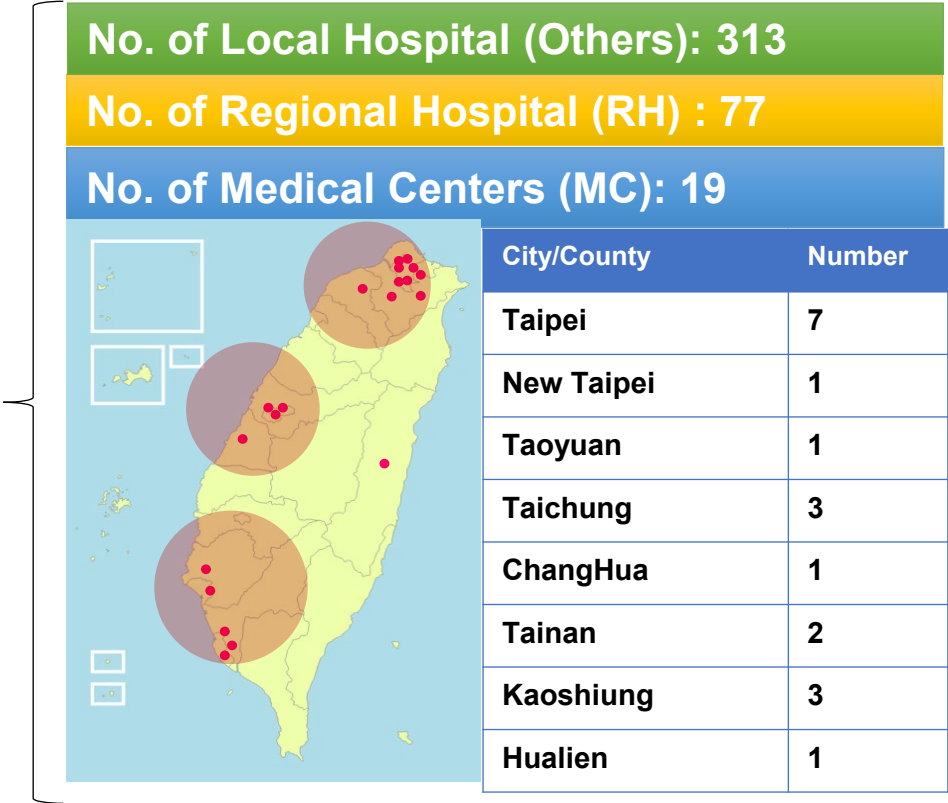 No. of Local Hospital (Others): 313
No. of Regional Hospital (RH) : 77
No. of Medical Centers (MC): 19
City/County Number
Taipei 7
New Taipei 1
Taoyuan 1
Taichung 3
ChangHua 1
Tainan 2
Kaoshiung 3
Hualien 1